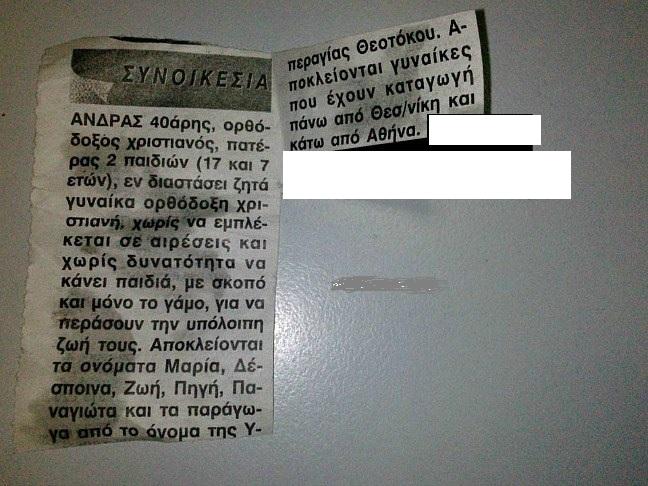 ΣΥΝΟΙΚΕΣΙΑ
ΑΝΔΡΑΣ 40άρης, ορθό-
δοξος χριστιανός, πατέ-
ρας 2 παιδιών (17 και 7
ετών), εν διαστάσει ζητά
γυναίκα ορθόδοξη χρι-
στιανή, χωρίς να εμπλέ-
κεται σε αιρέσεις και
χωρίς δυνατότητα να
κάνει παιδιά, με σκοπό
και μόνο το γάμο, για να
περάσουν την υπόλοιπη
ζωή τους. Αποκλείονται
τα ονόματα Μαρία, Δέ-
σποινα, Ζωή, Πηγή, Πα-
ναγιώτα και τα παράγω-
γα από το όνομα της Υ-
περαγίας Θεοτόκου. Α-
ποκλείονται γυναίκες
που έχουν καταγωγή
πάνω από Θεσ/νίκη και
κάτω από Αθήνα.